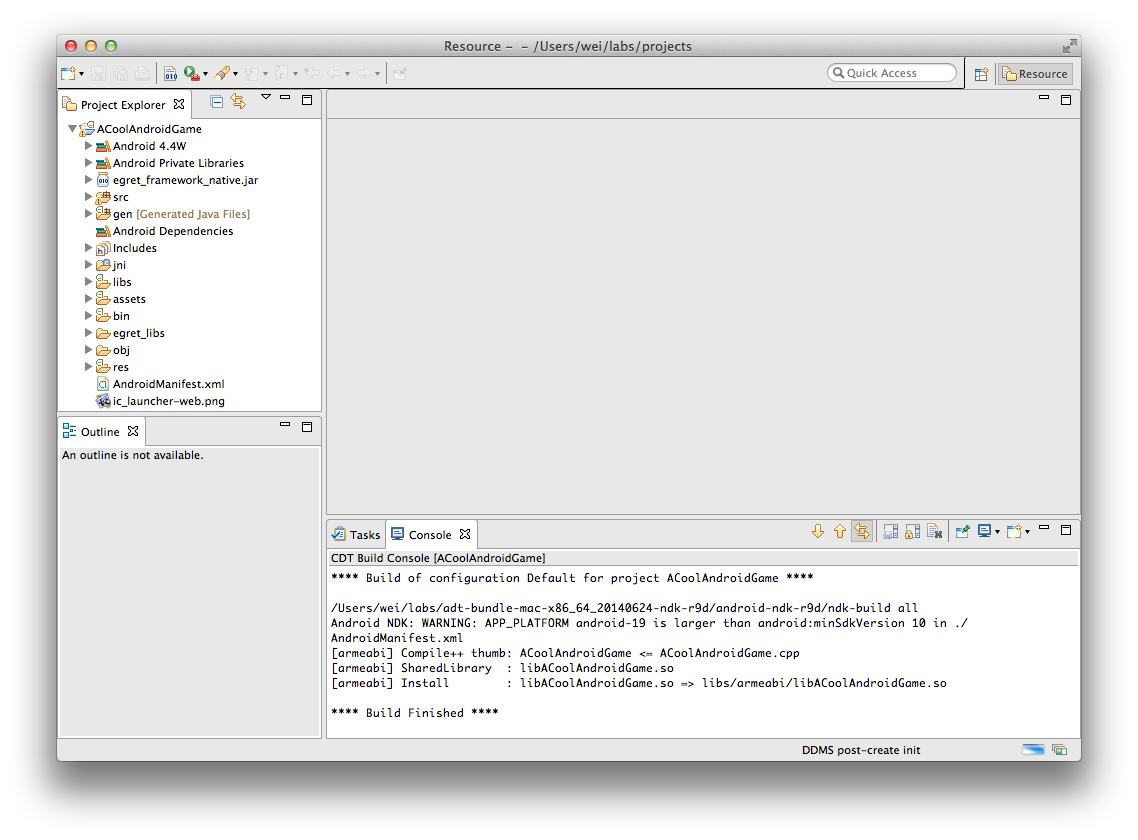 Resource - - /Users/wei/labs/projects
Quick Access
Resource
Project Explorer
ACoolAndroidGame
Android 4.4W
Android Private Libraries
egret_framework_native.jar
src
gen [Generated Java Files]
Android Dependencies
Includes
jni
libs
assets
bin
egret_libs
obj
res
AndroidManifest.xml
ic_launcher-web.png
Outline
An outline is not available.
Tasks
Console
CDT Build Console [ACoolAndroidGame]
**** Build of configuration Default for project ACoolAndroidGame ****
/Users/wei/labs/adt-bundle-mac-x86_64_20140624-ndk-r9d/android-ndk-r9d/ndk-build all
Android NDK: WARNING: APP_PLATFORM android-19 is larger than android:minSdkVersion 10 in ./
AndroidManifest.xml
[armeabi] Compile++ thumb: ACoolAndroidGame <= ACoolAndroidGame.cpp
[armeabi] SharedLibrary  : libACoolAndroidGame.so
[armeabi] Install        : libACoolAndroidGame.so => libs/armeabi/libACoolAndroidGame.so
**** Build Finished ****
DDMS post-create init